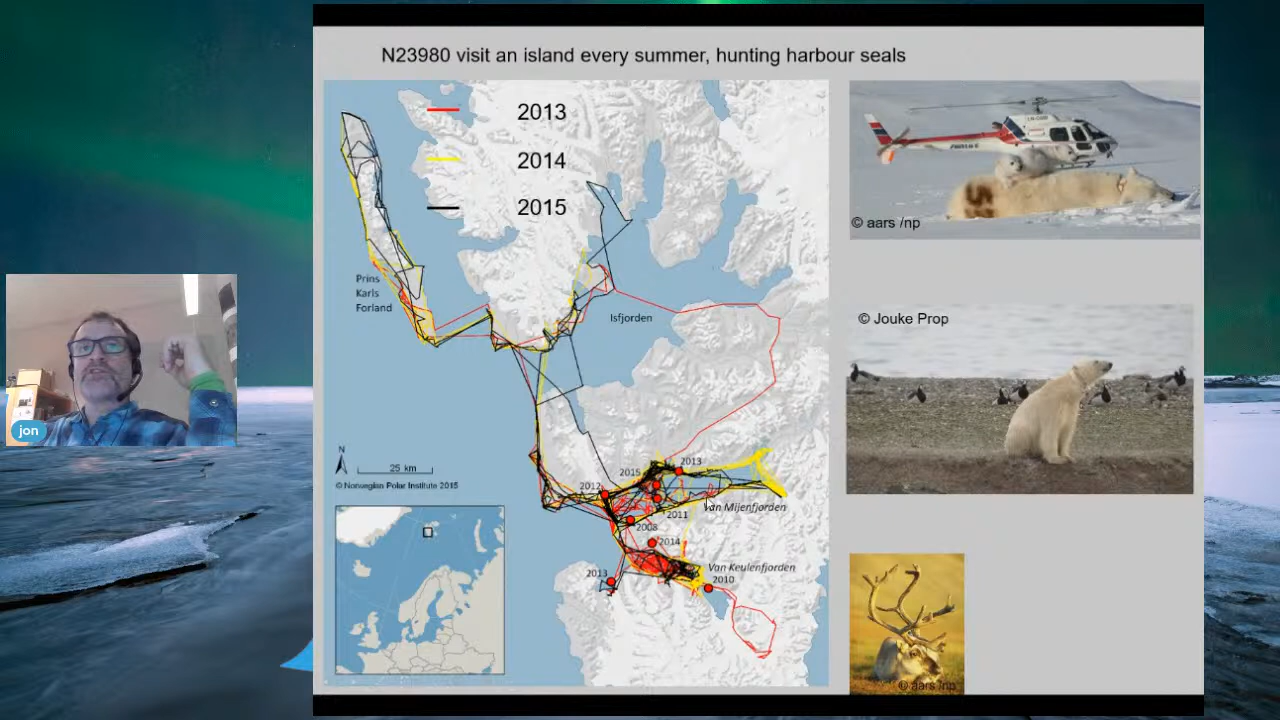 N23980 visit an island every summer, hunting harbour seals
2013
2014
2015
Prins
Karls
Forland
Isfjorden
N
25 km
© Norwegian Polar Institute 2015
2015
2013
2012
2011
Van Mijenfjorden
2008
2014
2013
Van Keulenfjorden
2010
© aars /np
© Jouke Prop
© aars /np
jon